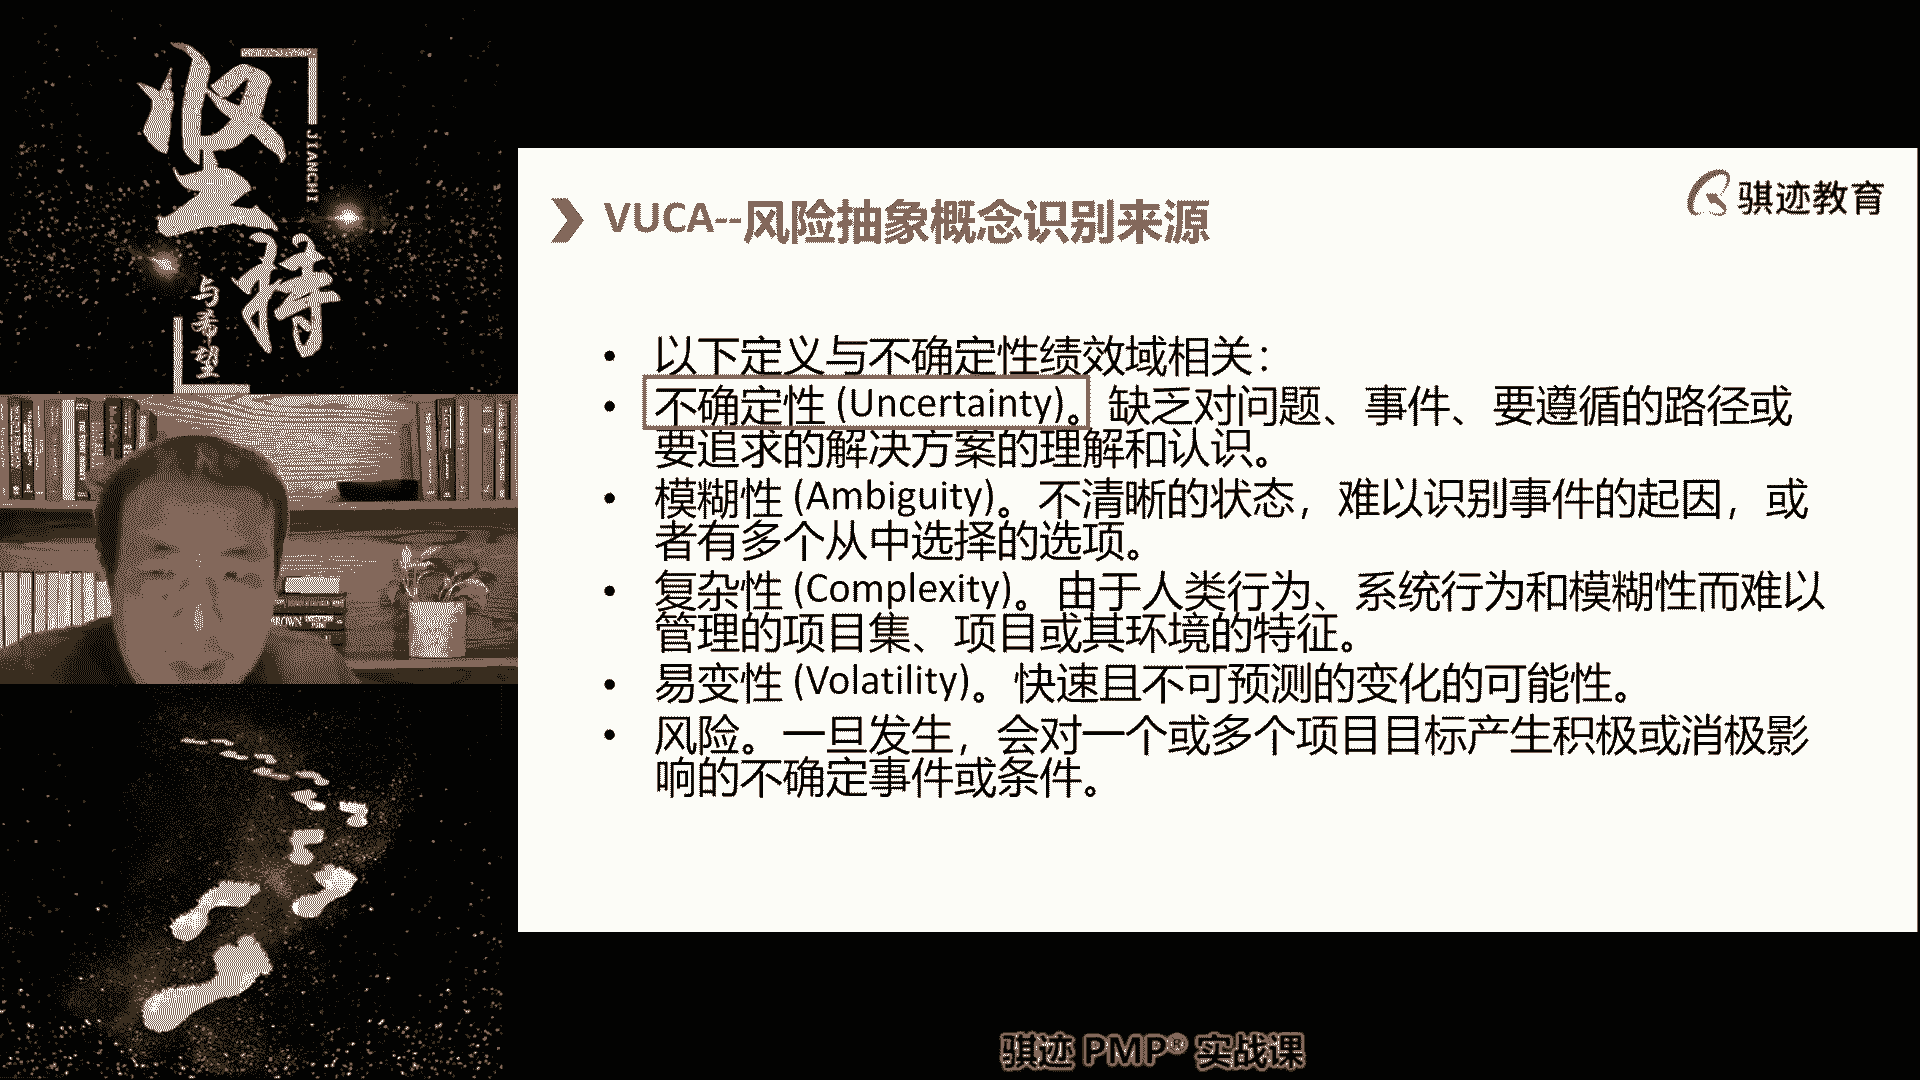 坚持
JIANCHI
与希望
骐迹教育
VUCA--风险抽象概念识别来源
• 以下定义与不确定性绩效域相关：
• 不确定性 (Uncertainty)。缺乏对问题、事件、要遵循的路径或
要追求的解决方案的理解和认识。
• 模糊性 (Ambiguity)。不清晰的状态，难以识别事件的起因，或
者有多个从中选择的选项。
• 复杂性 (Complexity)。由于人类行为、系统行为和模糊性而难以
管理的项目集、项目或其环境的特征。
• 易变性 (Volatility)。快速且不可预测的变化的可能性。
• 风险。一旦发生，会对一个或多个项目目标产生积极或消极影
响的不确定事件或条件。
骐迹 PMP® 实战课